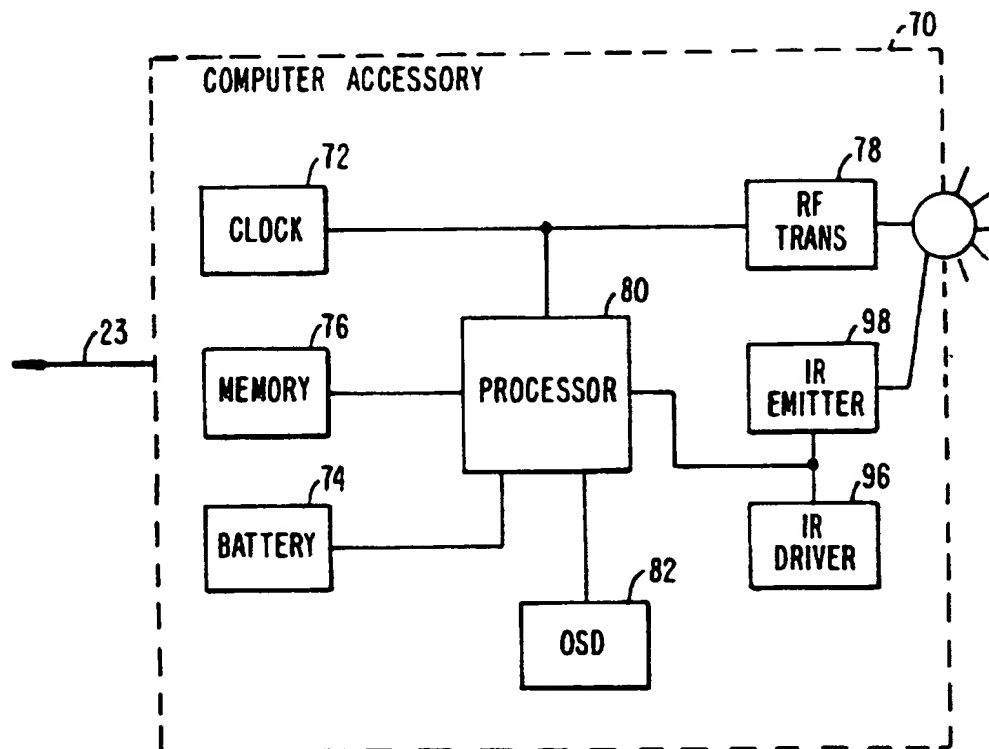 70
COMPUTER ACCESSORY
72
CLOCK
78
RF
TRANS
23
76
MEMORY
80
PROCESSOR
98
IR
EMITTER
74
BATTERY
96
IR
DRIVER
82
OSD